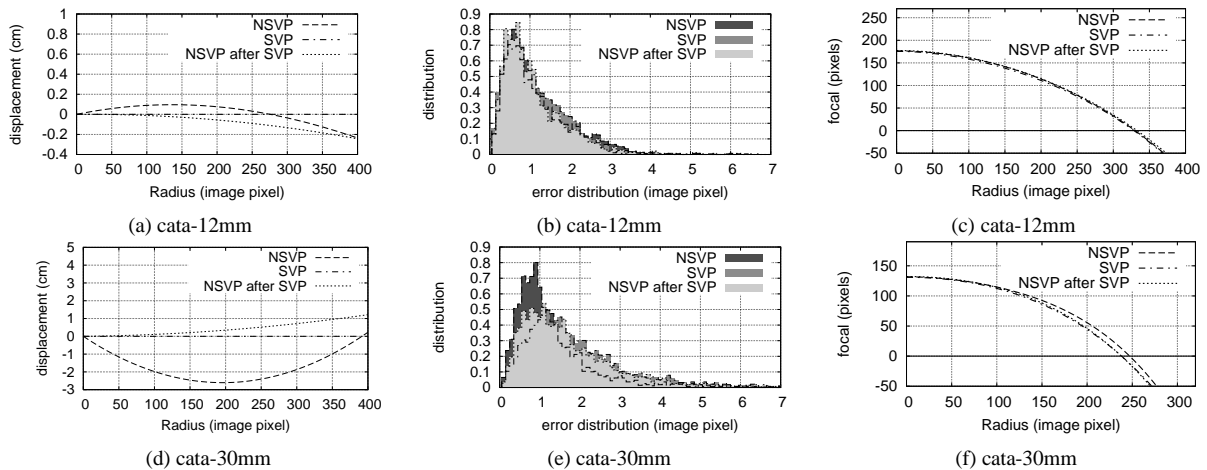 1
0.8
0.6
0.4
0.2
0
-0.2
-0.4
displacement (cm)
NSVP
SVP
NSVP after SVP
0 50 100 150 200 250 300 350 400
Radius (image pixel)
(a) cata-12mm
0.9
0.8
0.7
0.6
0.5
0.4
0.3
0.2
0.1
0
distribution
NSVP
SVP
NSVP after SVP
0 1 2 3 4 5 6 7
error distribution (image pixel)
(b) cata-12mm
250
200
150
100
50
0
-50
focal (pixels)
NSVP
SVP
NSVP after SVP
0 50 100 150 200 250 300 350 400
Radius (image pixel)
(c) cata-12mm
5
4
3
2
1
0
-1
-2
-3
displacement (cm)
NSVP
SVP
NSVP after SVP
0 50 100 150 200 250 300 350 400
Radius (image pixel)
(d) cata-30mm
0.9
0.8
0.7
0.6
0.5
0.4
0.3
0.2
0.1
0
distribution
NSVP
SVP
NSVP after SVP
0 1 2 3 4 5 6 7
error distribution (image pixel)
(e) cata-30mm
150
100
50
0
-50
focal (pixels)
NSVP
SVP
NSVP after SVP
0 50 100 150 200 250 300
Radius (image pixel)
(f) cata-30mm